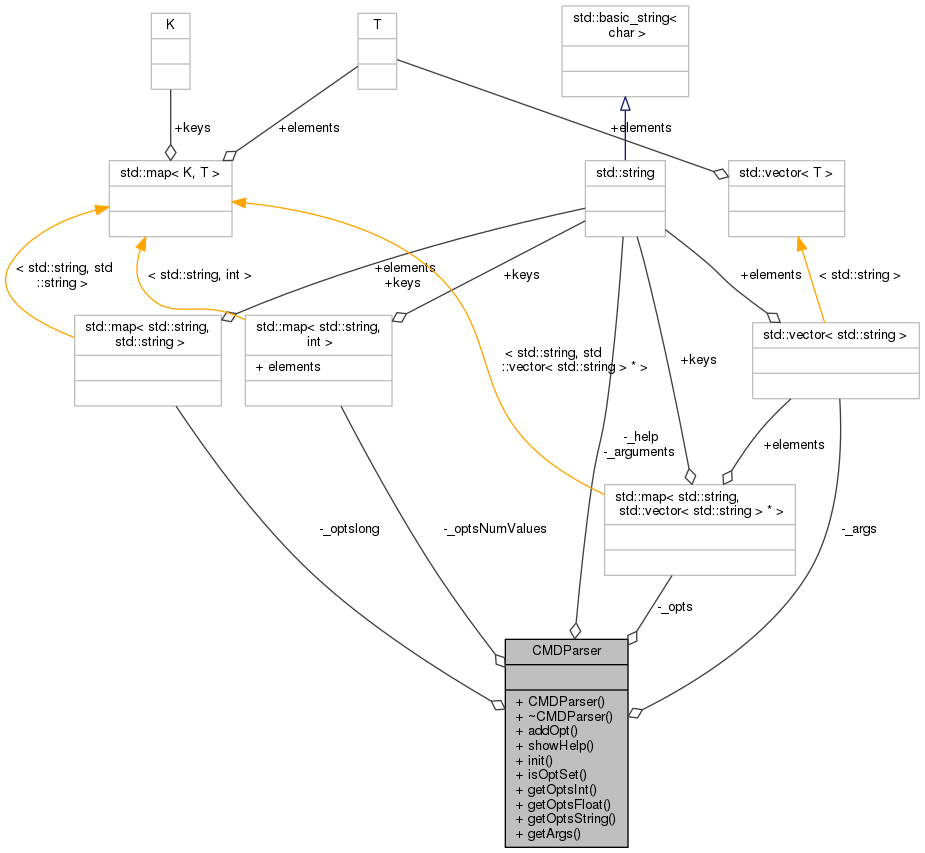 K
T
std::basic_string<
char >
+keys
+elements
+elements
std::map< K, T >
std::string
std::vector< T >
< std::string, std
::string >
< std::string, int >
+elements
+keys
+keys
+elements
< std::string >
std::map< std::string,
std::string >
std::map< std::string,
int >
+ elements
std::vector< std::string >
< std::string, std
::vector< std::string > * >
+keys
-_help
-_arguments
+elements
std::map< std::string,
std::vector< std::string > * >
-_optslong
-_optsNumValues
-_args
-_opts
CMDParser
+ CMDParser()
+ ~CMDParser()
+ addOpt()
+ showHelp()
+ init()
+ isOptSet()
+ getOptsInt()
+ getOptsFloat()
+ getOptsString()
+ getArgs()